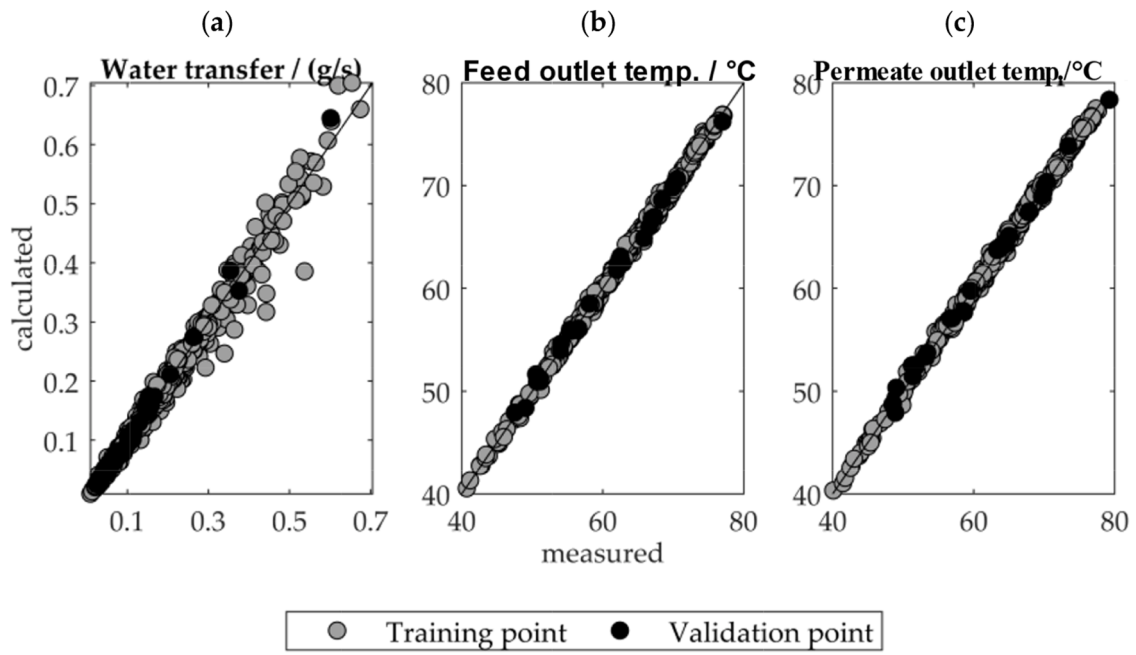 (a) (b) (c)
Water transfer / (g/s)
Feed outlet temp. / °C
Permeate outlet temp./°C
0.7
0.6
0.5
0.4
0.3
0.2
0.1
0.1 0.3 0.5 0.7
80
70
60
50
40
40 60 80
80
70
60
50
40
40 60 80
calculated
measured
Training point Validation point